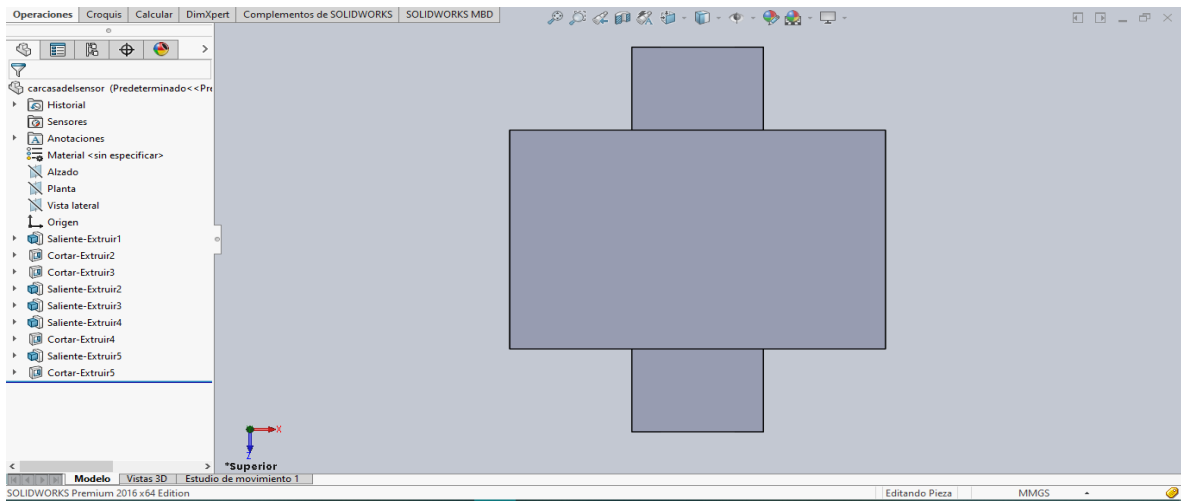 Operaciones Croquis Calcular DimXpert Complementos de SOLIDWORKS SOLIDWORKS MBD
carcasadelsensor (Predeterminado<<Pre
Historial
Sensores
Anotaciones
Material <sin especificar>
Alzado
Planta
Vista lateral
Origen
Saliente-Extruir1
Cortar-Extruir2
Cortar-Extruir3
Saliente-Extruir2
Saliente-Extruir3
Saliente-Extruir4
Cortar-Extruir4
Saliente-Extruir5
Cortar-Extruir5
X
Z
*Superior
Modelo Vistas 3D Estudio de movimiento 1
SOLIDWORKS Premium 2016 x64 Edition Editando Pieza MMGS